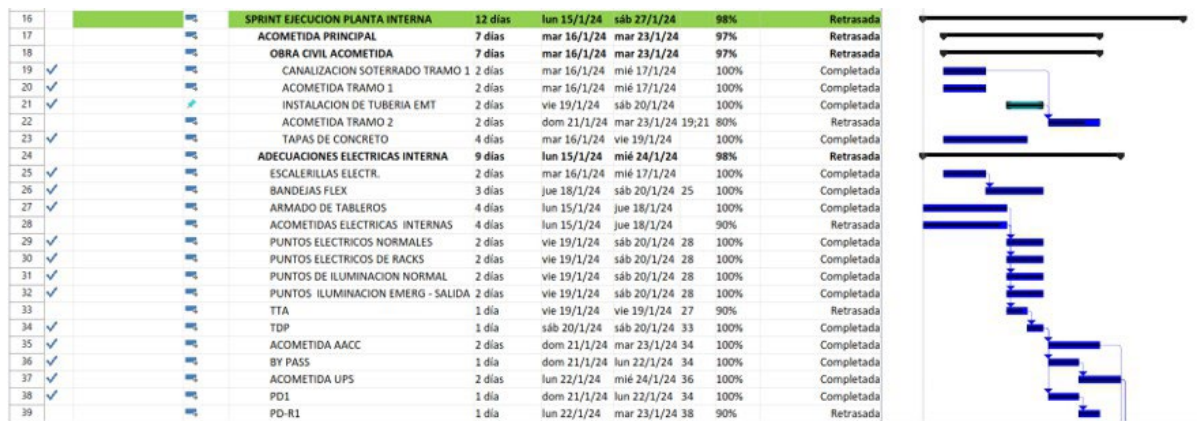 16 SPRINT EJECUCION PLANTA INTERNA 12 días lun 15/1/24 sáb 27/1/24 98% Retrasada
17 ACOMETIDA PRINCIPAL 7 días mar 16/1/24 mar 23/1/24 97% Retrasada
18 OBRA CIVIL ACOMETIDA 7 días mar 16/1/24 mar 23/1/24 97% Retrasada
19 CANALIZACION SOTERRADO TRAMO 1 2 días mar 16/1/24 mié 17/1/24 100% Completada
20 ACOMETIDA TRAMO 1 2 días mar 16/1/24 mié 17/1/24 100% Completada
21 INSTALACION DE TUBERIA EMT 2 días vie 19/1/24 sáb 20/1/24 100% Completada
22 ACOMETIDA TRAMO 2 2 días dom 21/1/24 mar 23/1/24 19;21 80% Retrasada
23 TAPAS DE CONCRETO 4 días mar 16/1/24 vie 19/1/24 100% Completada
24 ADECUACIONES ELECTRICAS INTERNA 9 días lun 15/1/24 mié 24/1/24 98% Retrasada
25 ESCALERILLAS ELECTR. 2 días mar 16/1/24 mié 17/1/24 100% Completada
26 BANDEJAS FLEX 3 días jue 18/1/24 sáb 20/1/24 25 100% Completada
27 ARMADO DE TABLEROS 4 días lun 15/1/24 jue 18/1/24 100% Completada
28 ACOMETIDAS ELECTRICAS INTERNAS 4 días lun 15/1/24 jue 18/1/24 90% Retrasada
29 PUNTOS ELECTRICOS NORMALES 2 días vie 19/1/24 sáb 20/1/24 28 100% Completada
30 PUNTOS ELECTRICOS DE RACKS 2 días vie 19/1/24 sáb 20/1/24 28 100% Completada
31 PUNTOS DE ILUMINACION NORMAL 2 días vie 19/1/24 sáb 20/1/24 28 100% Completada
32 PUNTOS ILUMINACION EMERG - SALIDA 2 días vie 19/1/24 sáb 20/1/24 28 100% Completada
33 TTA 1 día vie 19/1/24 vie 19/1/24 27 90% Retrasada
34 TDP 1 día sáb 20/1/24 sáb 20/1/24 33 100% Completada
35 ACOMETIDA AACC 2 días dom 21/1/24 mar 23/1/24 34 100% Completada
36 BY PASS 1 día dom 21/1/24 lun 22/1/24 34 100% Completada
37 ACOMETIDA UPS 2 días lun 22/1/24 mié 24/1/24 36 100% Completada
38 PD1 1 día dom 21/1/24 lun 22/1/24 34 100% Completada
39 PD-R1 1 día lun 22/1/24 mar 23/1/24 38 90% Retrasada